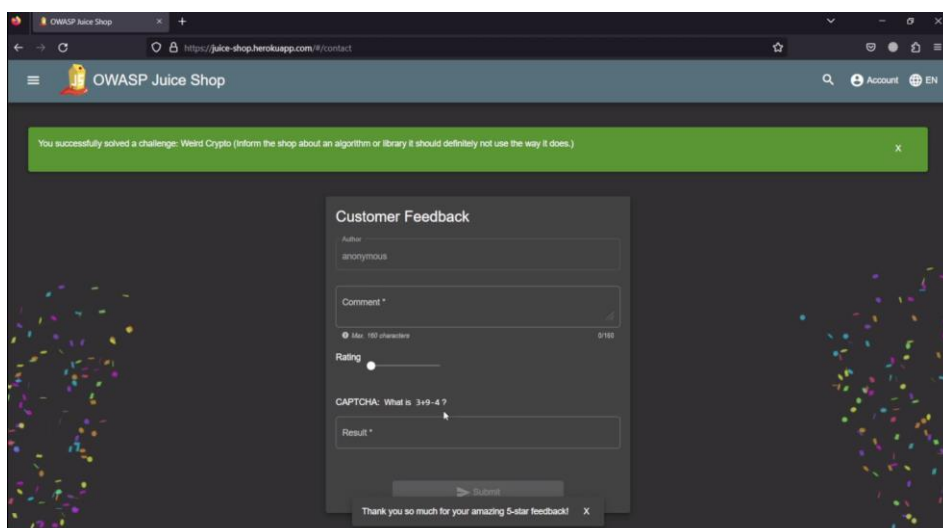 OWASP Juice Shop
https://juice-shop.herokuapp.com/#/contact
OWASP Juice Shop
Account EN
You successfully solved a challenge: Weird Crypto (Inform the shop about an algorithm or library it should definitely not use the way it does.) X
Customer Feedback
Author
anonymous
Comment *
Max. 160 characters 0/160
Rating
CAPTCHA: What is 3+9-4 ?
Result *
Submit
Thank you so much for your amazing 5-star feedback! X